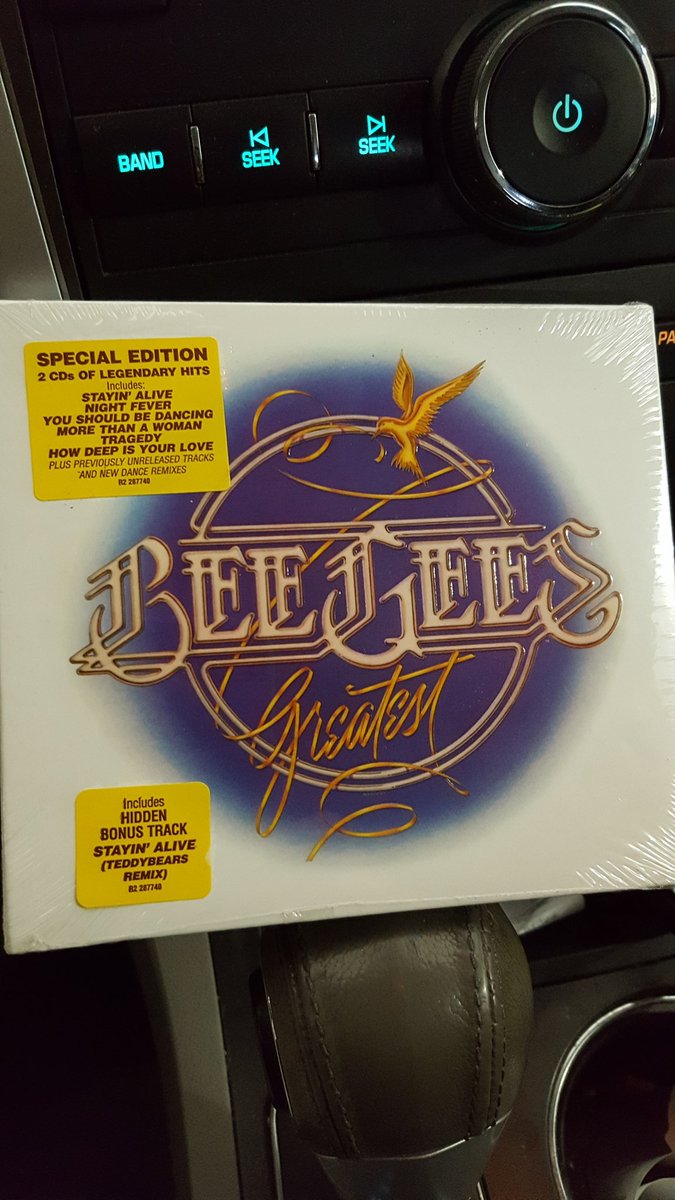 BAND
SEEK
SEEK
PA
SPECIAL EDITION
2 CDs OF LEGENDARY HITS
Includes:
STAYIN' ALIVE
NIGHT FEVER
YOU SHOULD BE DANCING
MORE THAN A WOMAN
TRAGEDY
HOW DEEP IS YOUR LOVE
PLUS PREVIOUSLY UNRELEASED TRACKS
AND NEW DANCE REMIXES
R2 287740
BEE GEES
Greatest
Includes
HIDDEN
BONUS TRACK
STAYIN' ALIVE
(TEDDYBEARS
REMIX)
R2 287740